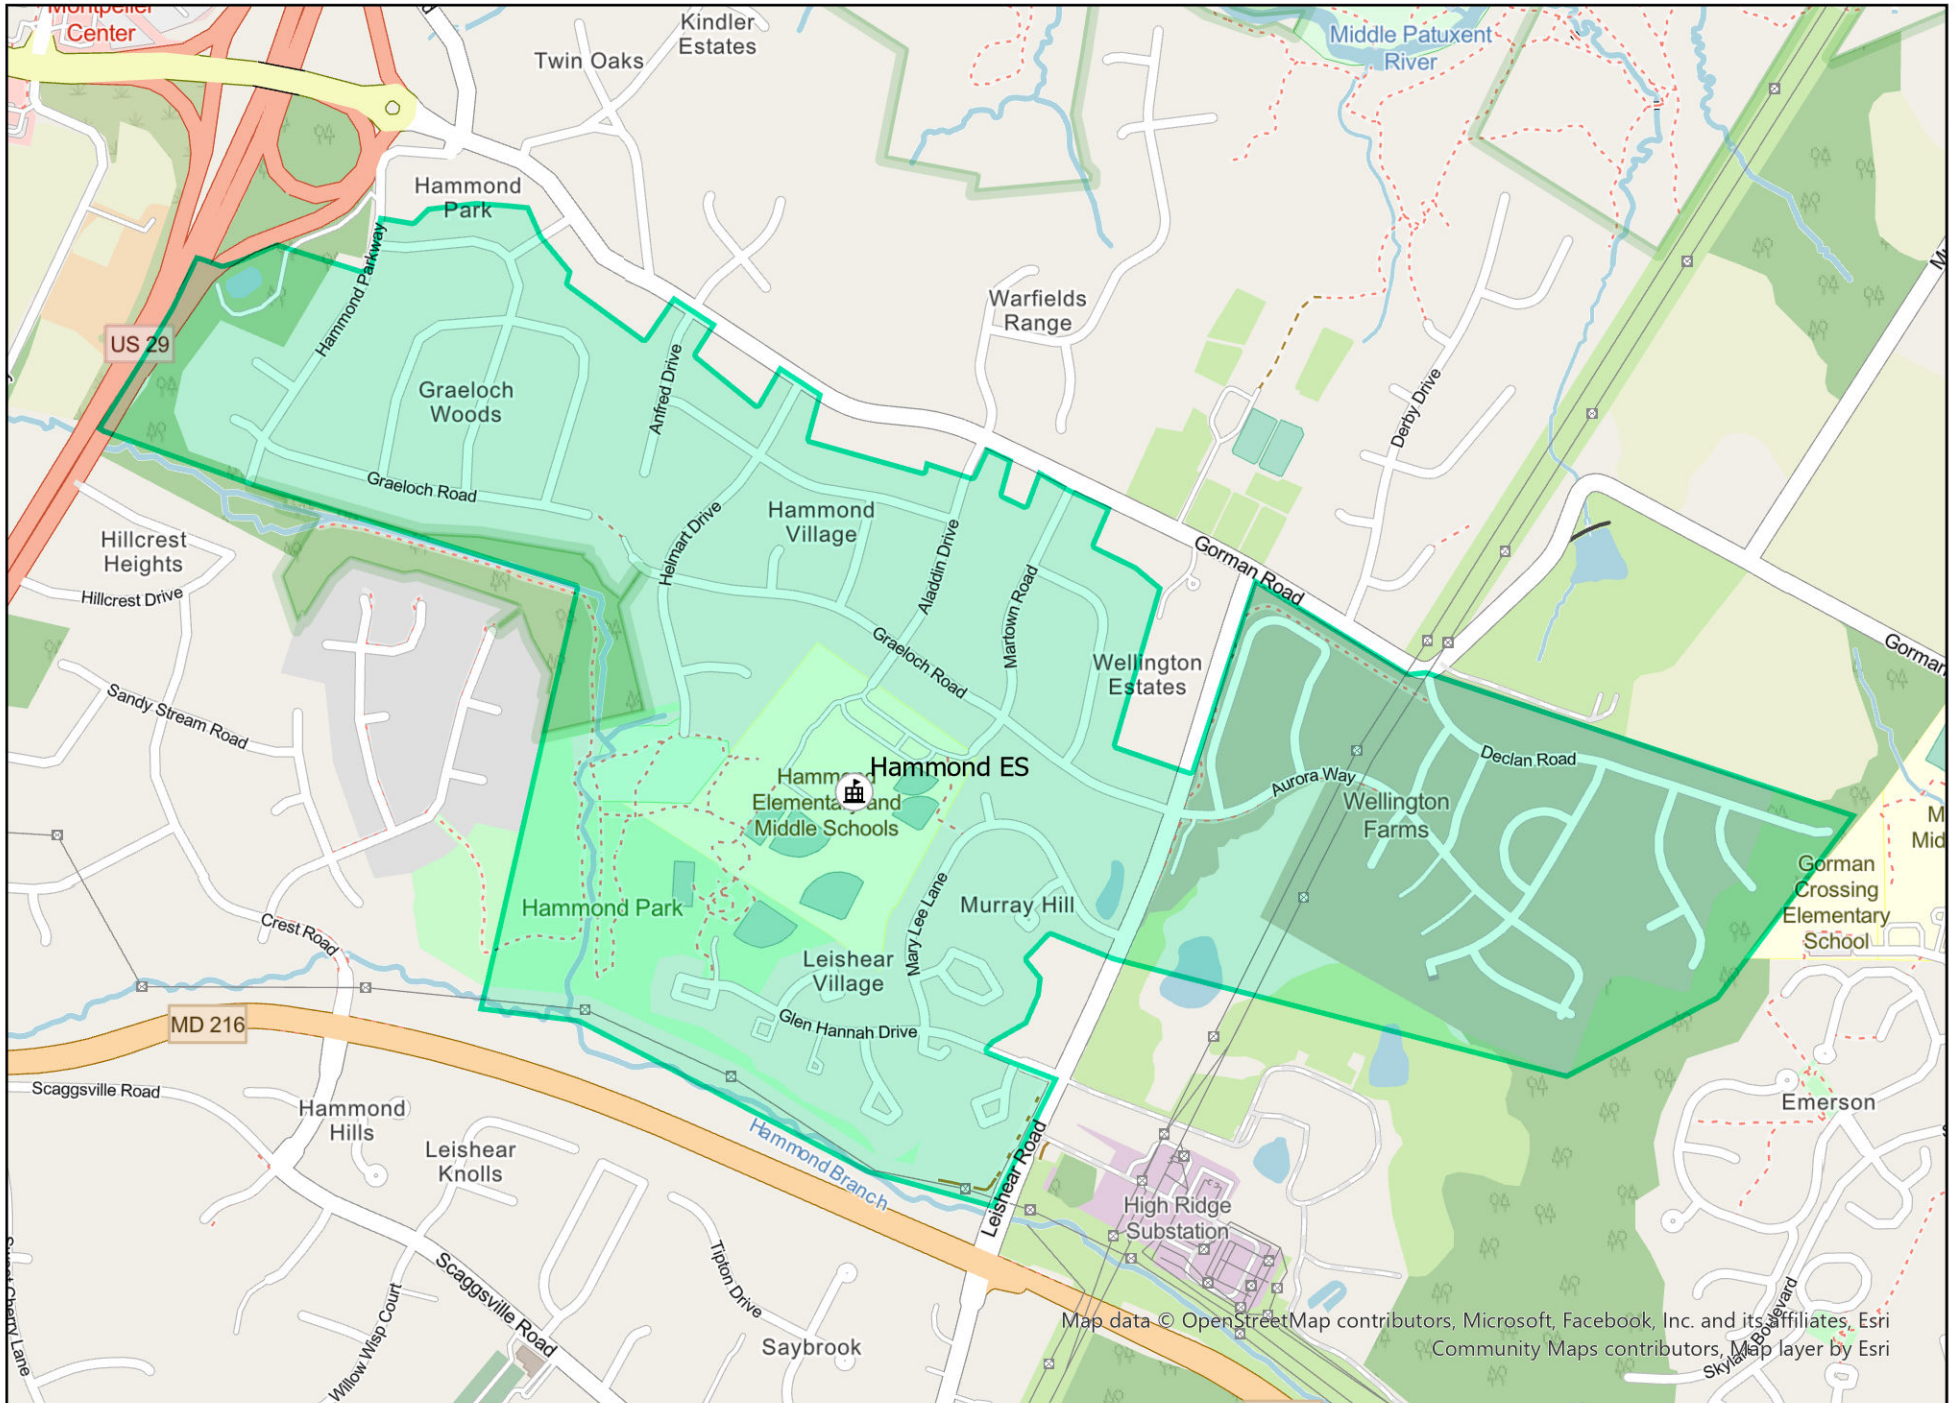 Montpelier
Center
Kindler
Estates
Twin Oaks
Middle Patuxent
River
Hammond
Park
Hammond Parkway
Warfields
Range
US 29
Graeloch
Woods
Anfred Drive
Derby Drive
Graeloch Road
Hammond
Village
Helmart Drive
Aladdin Drive
Martown Road
Gorman Road
Hillcrest
Heights
Hillcrest Drive
Graeloch Road
Wellington
Estates
Gorman
Sandy Stream Road
Declan Road
Aurora Way
Wellington
Farms
Hammond ES
Hammond
Elementary and
Middle Schools
Gorman
Crossing
Elementary
School
Mid
Hammond Park
Murray Hill
Mary Lee Lane
Crest Road
Leishear
Village
Glen Hannah Drive
MD 216
Scaggsville Road
Hammond
Hills
Leishear
Knolls
Hammond Branch
Leishear Road
Emerson
High Ridge
Substation
Tipton Drive
Scaggsville Road
Willow Wisp Court
Cherry Lane
Saybrook
Skylark Boulevard
Map data © OpenStreetMap contributors, Microsoft, Facebook, Inc. and its affiliates, Esri
Community Maps contributors, Map layer by Esri